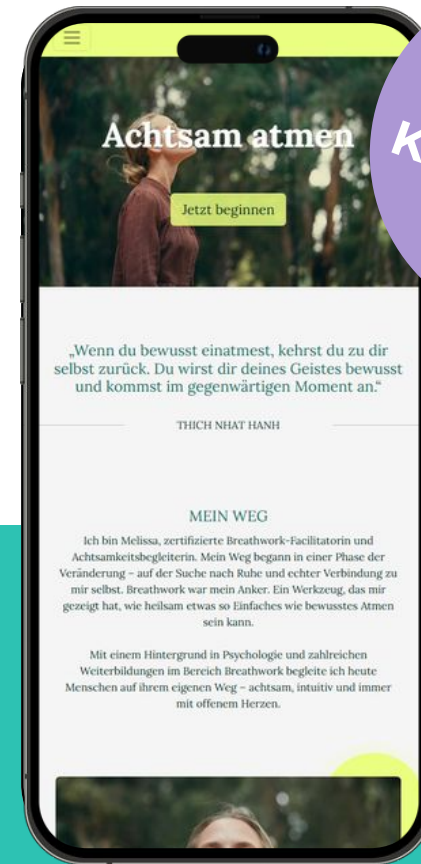 Achtsam atmen
Jetzt beginnen
„Wenn du bewusst einatmest, kehrst du zu dir
selbst zurück. Du wirst dir deines Geistes bewusst
und kommst im gegenwärtigen Moment an.“
THICH NHAT HANH
MEIN WEG
Ich bin Melissa, zertifizierte Breathwork-Facilitatorin und
Achtsamkeitsbegleiterin. Mein Weg begann in einer Phase der
Veränderung – auf der Suche nach Ruhe und echter Verbindung zu
mir selbst. Breathwork war mein Anker. Ein Werkzeug, das mir
gezeigt hat, wie heilsam etwas so Einfaches wie bewusstes Atmen
sein kann.
Mit einem Hintergrund in Psychologie und zahlreichen
Weiterbildungen im Bereich Breathwork begleite ich heute
Menschen auf ihrem eigenen Weg – achtsam, intuitiv und immer
mit offenem Herzen.